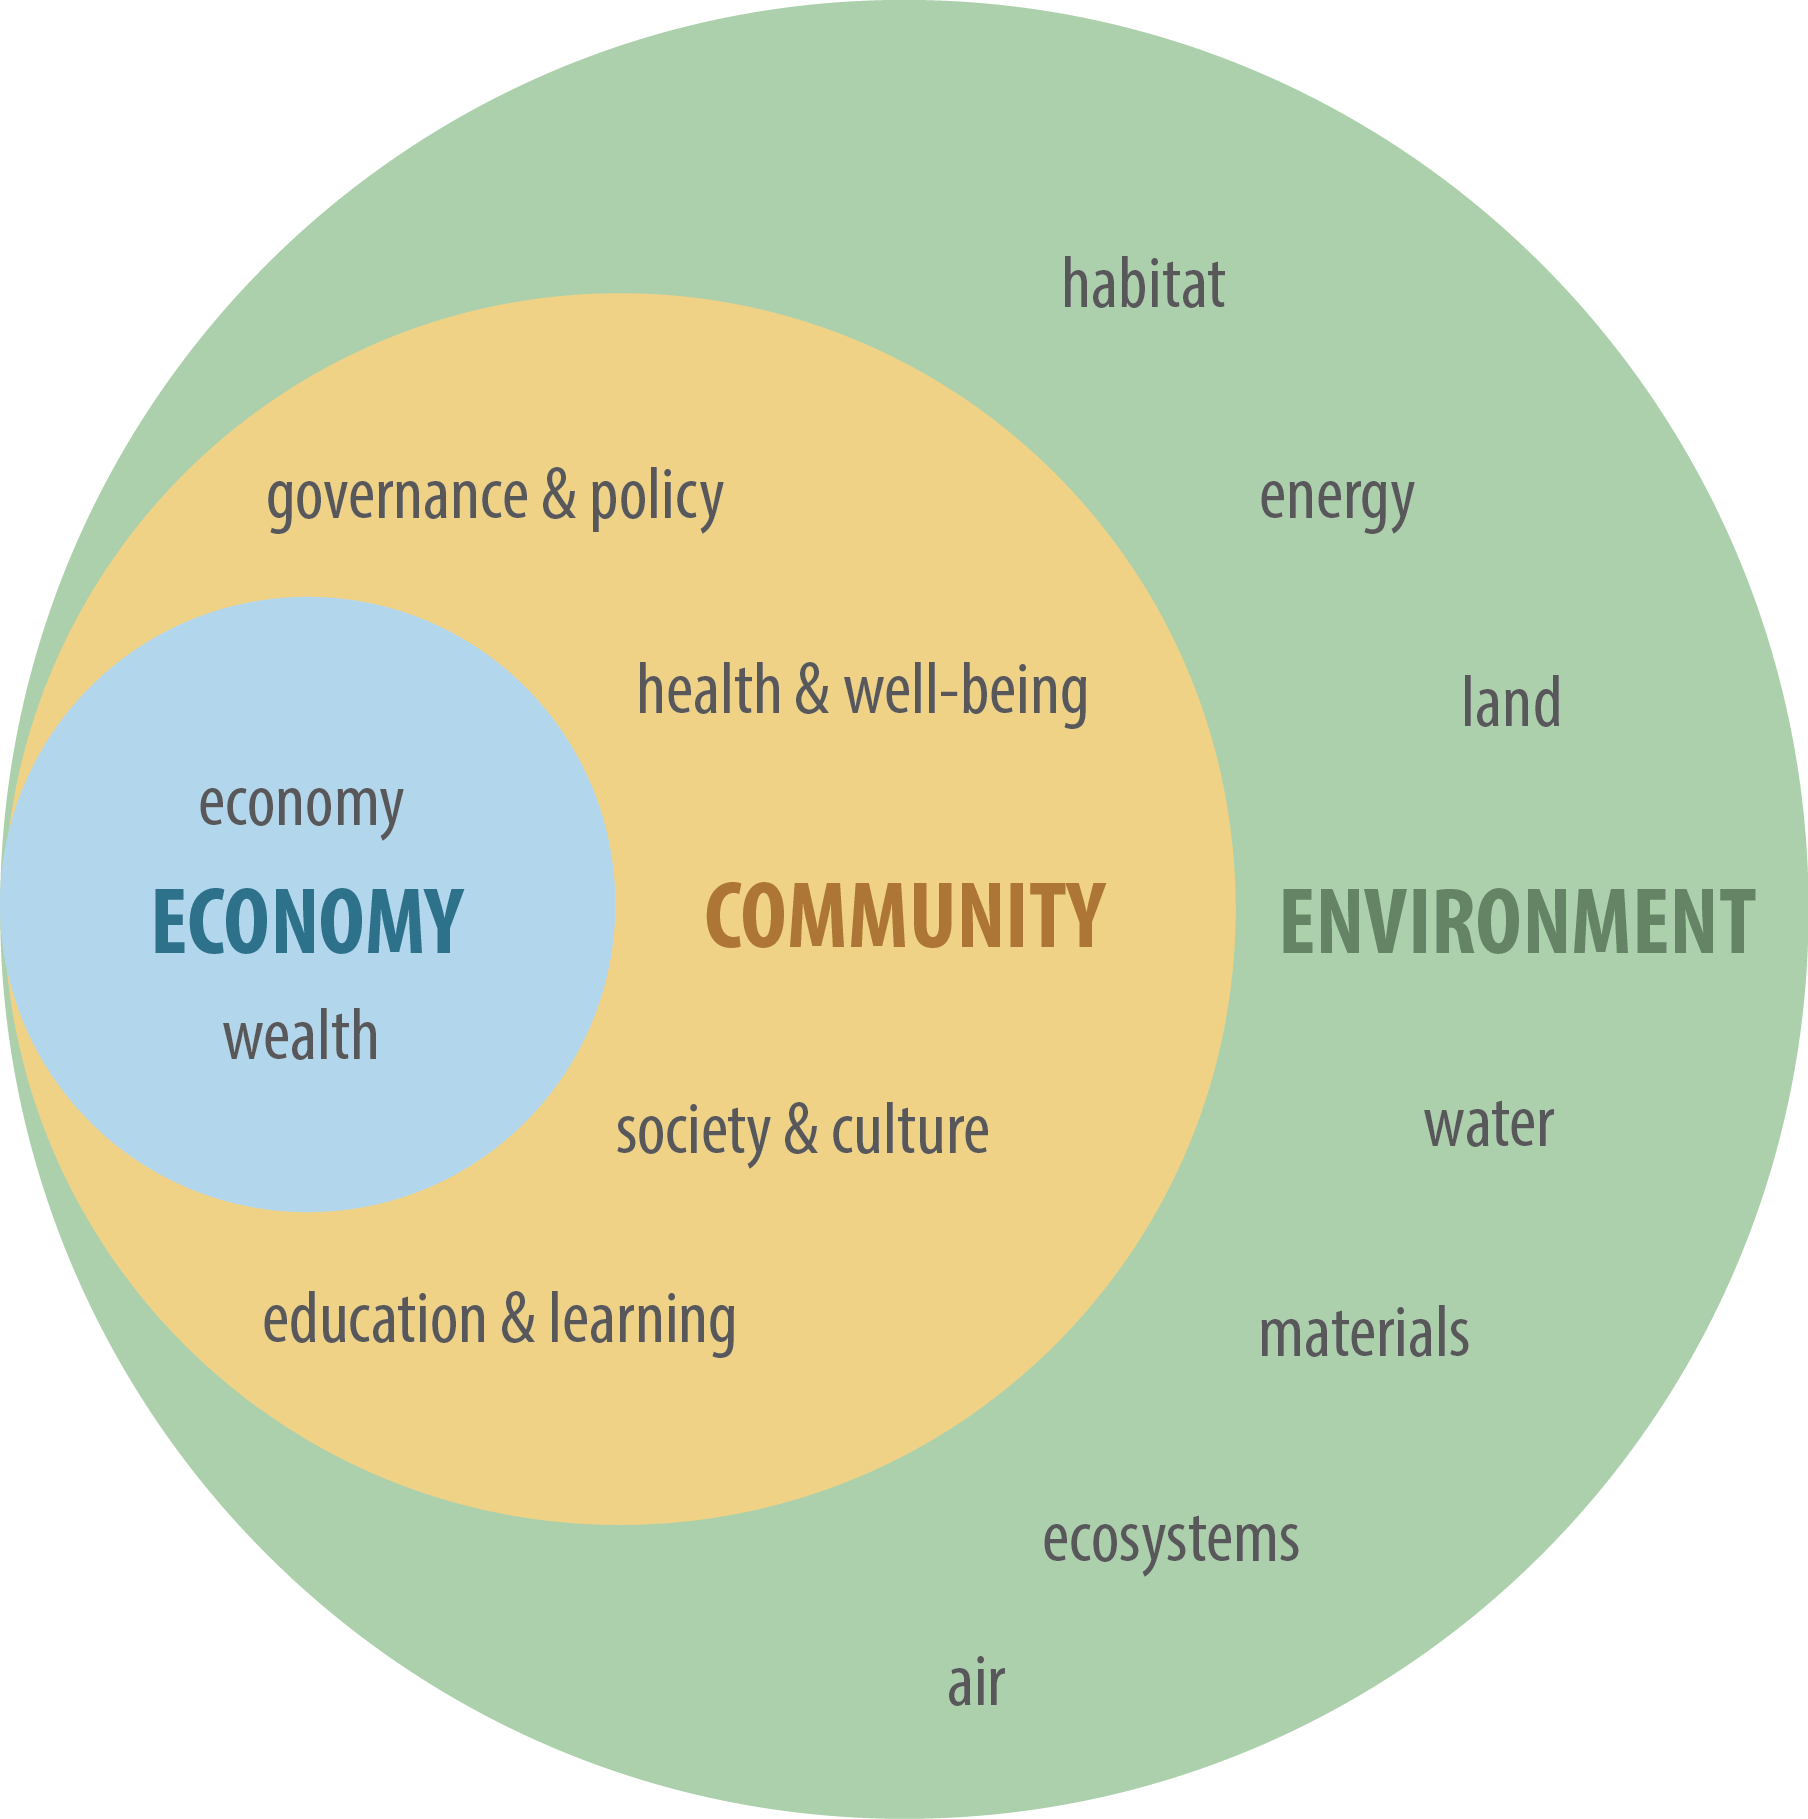 habitat
governance & policy
energy
health & well-being
land
economy
ECONOMY
COMMUNITY
ENVIRONMENT
wealth
society & culture
water
education & learning
materials
ecosystems
air